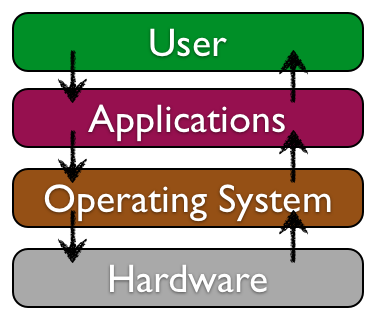 User
Applications
Operating System
Hardware